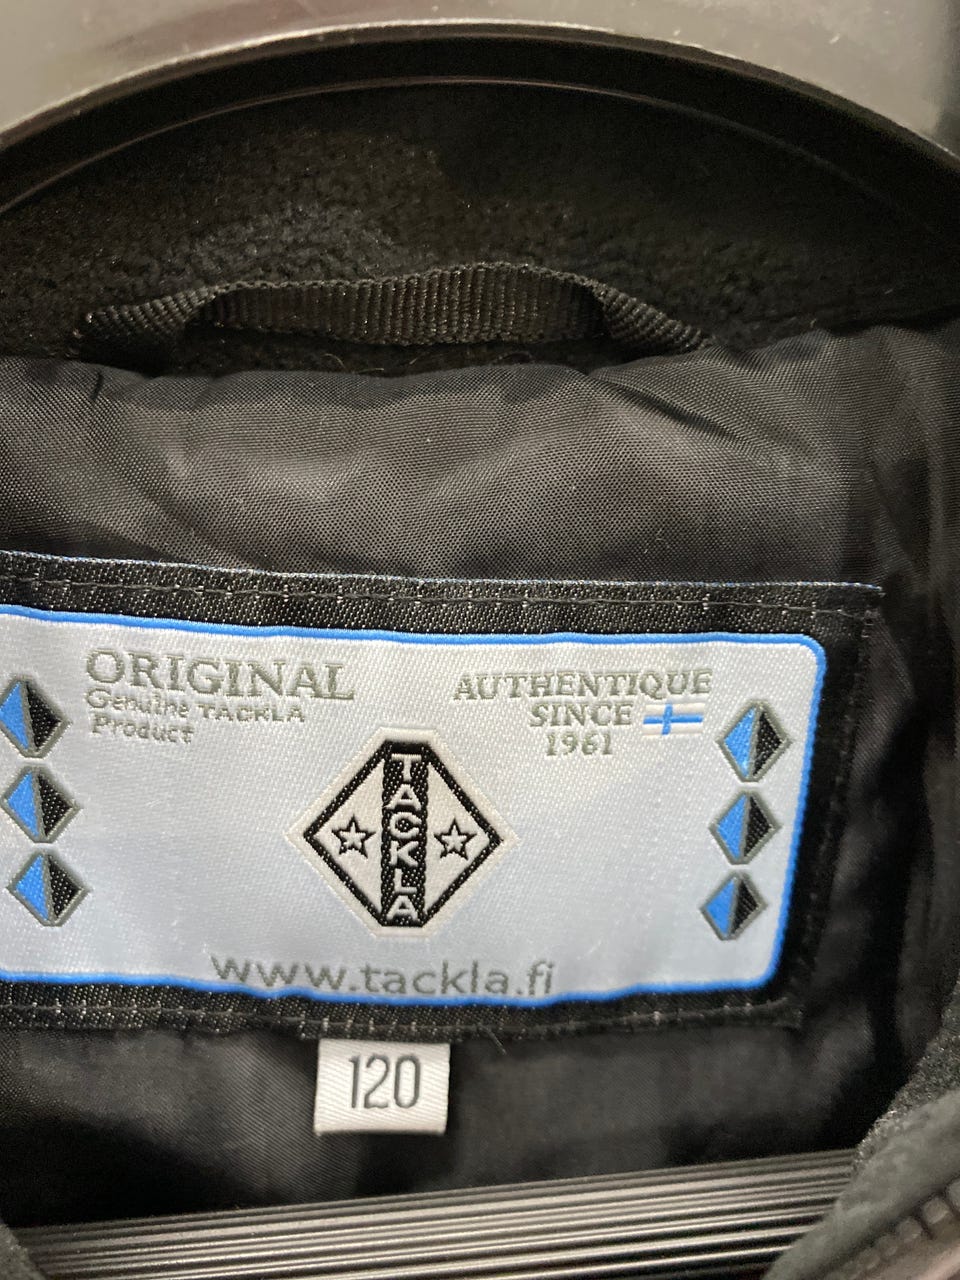 ORIGINAL
Genuine TACKLA
Product
AUTHENTIQUE
SINCE
1961
TACKLA
www.tackla.fi
120